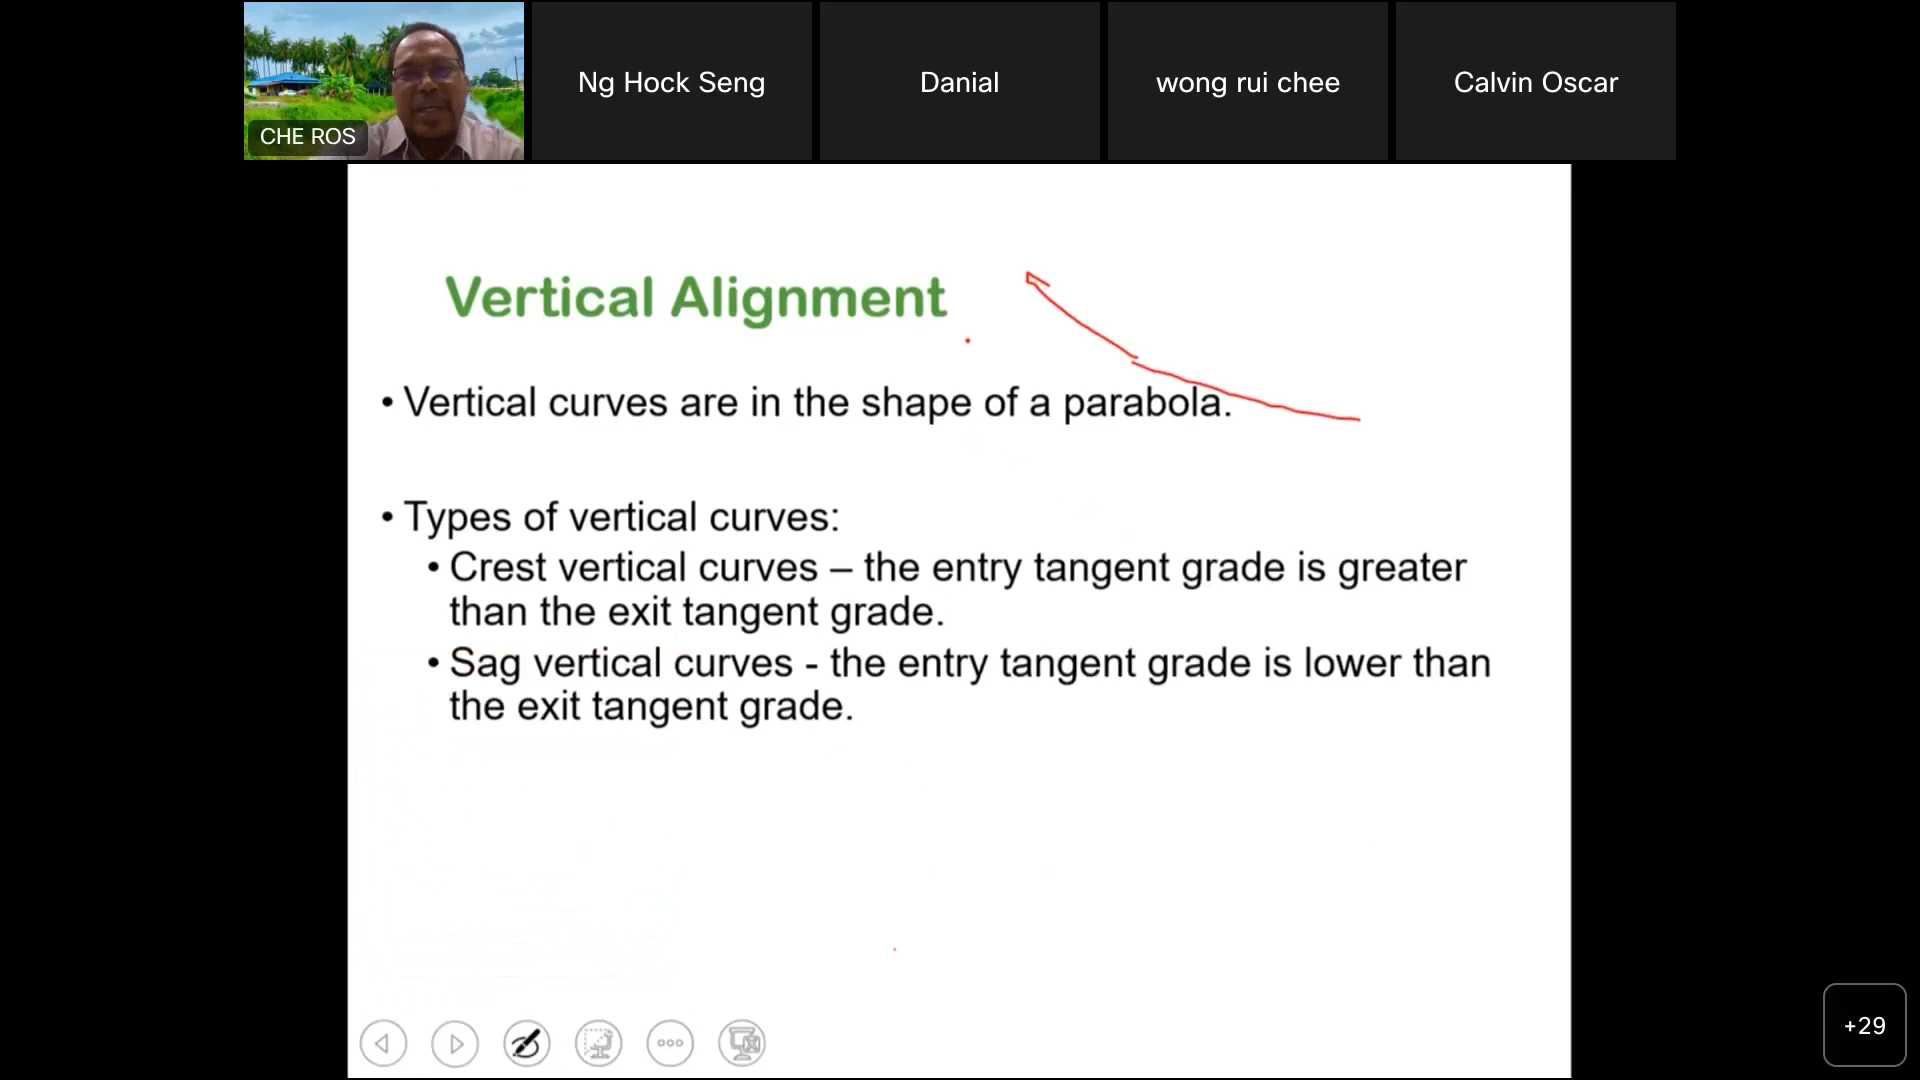 CHE ROS
Ng Hock Seng
Danial
wong rui chee
Calvin Oscar
Vertical Alignment
• Vertical curves are in the shape of a parabola.
• Types of vertical curves:
• Crest vertical curves – the entry tangent grade is greater
than the exit tangent grade.
• Sag vertical curves - the entry tangent grade is lower than
the exit tangent grade.
+29